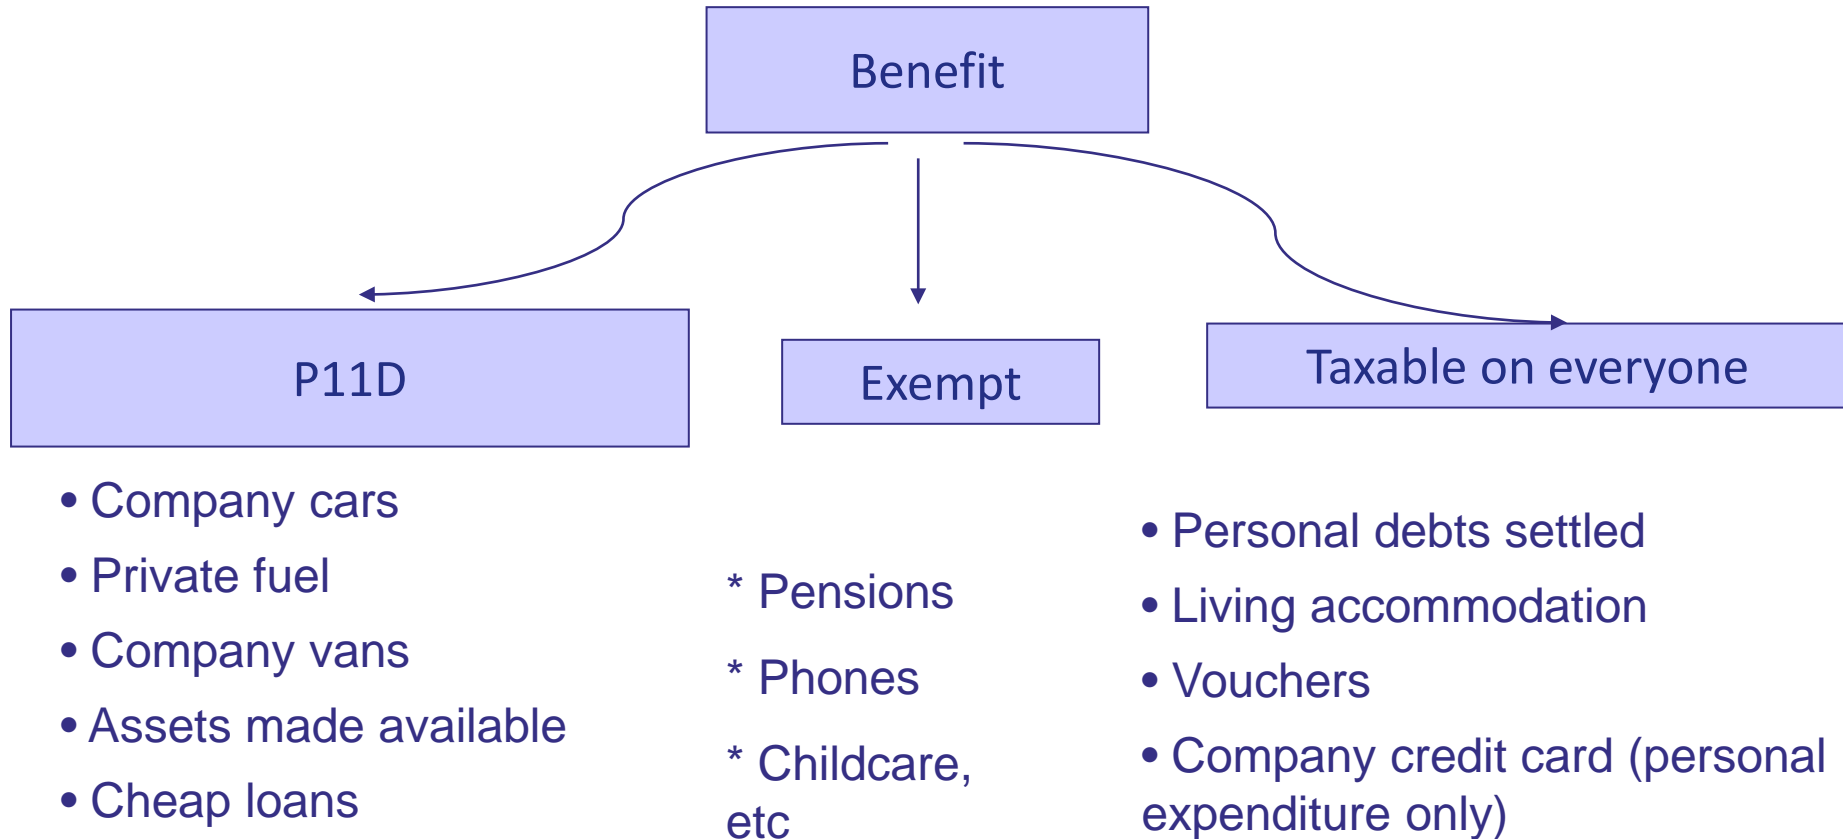 Benefit
P11D
Exempt
Taxable on everyone
• Company cars
• Private fuel
• Company vans
• Assets made available
• Cheap loans
* Pensions
* Phones
* Childcare,
etc
• Personal debts settled
• Living accommodation
• Vouchers
• Company credit card (personal
expenditure only)